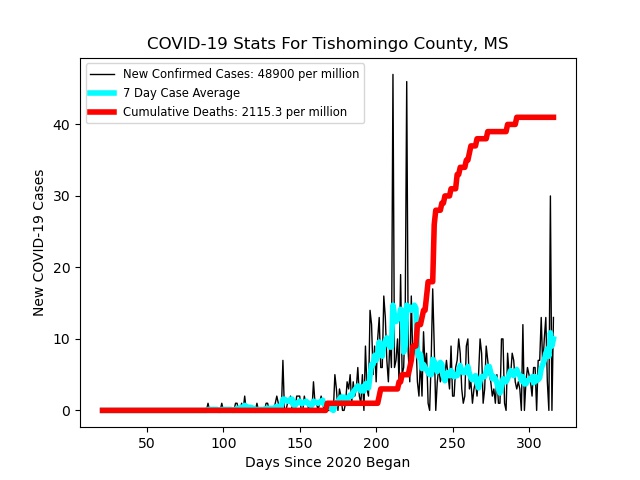 COVID-19 Stats For Tishomingo County, MS
New Confirmed Cases: 48900 per million
7 Day Case Average
Cumulative Deaths: 2115.3 per million
New COVID-19 Cases
40
30
20
10
0
50 100 150 200 250 300
Days Since 2020 Began